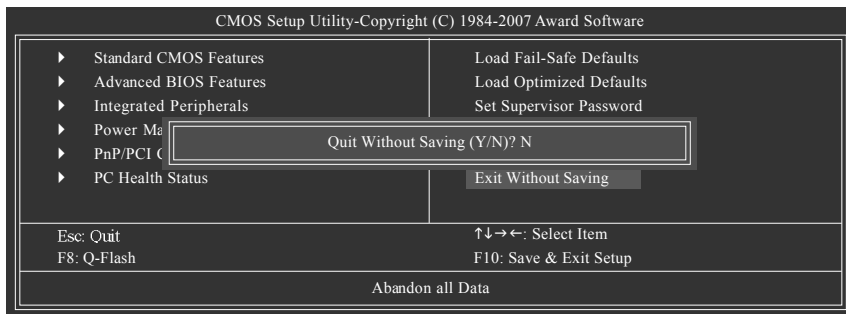 CMOS Setup Utility-Copyright (C) 1984-2007 Award Software
Standard CMOS Features
Advanced BIOS Features
Integrated Peripherals
Power Ma
PnP/PCI
PC Health Status
Load Fail-Safe Defaults
Load Optimized Defaults
Set Supervisor Password
Quit Without Saving (Y/N)? N
Exit Without Saving
Esc: Quit
F8: Q-Flash
↑↓→←: Select Item
F10: Save & Exit Setup
Abandon all Data